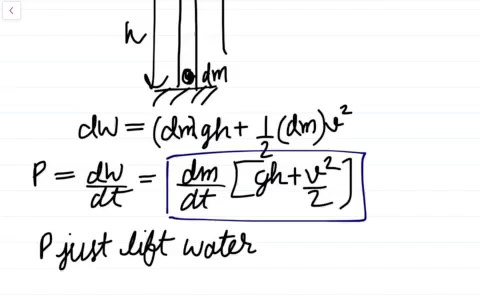 h
dm
dW = (dm)gh + 1/2 (dm)v²
P = dW/dt = dm/dt [gh + v²/2]
P just lift water